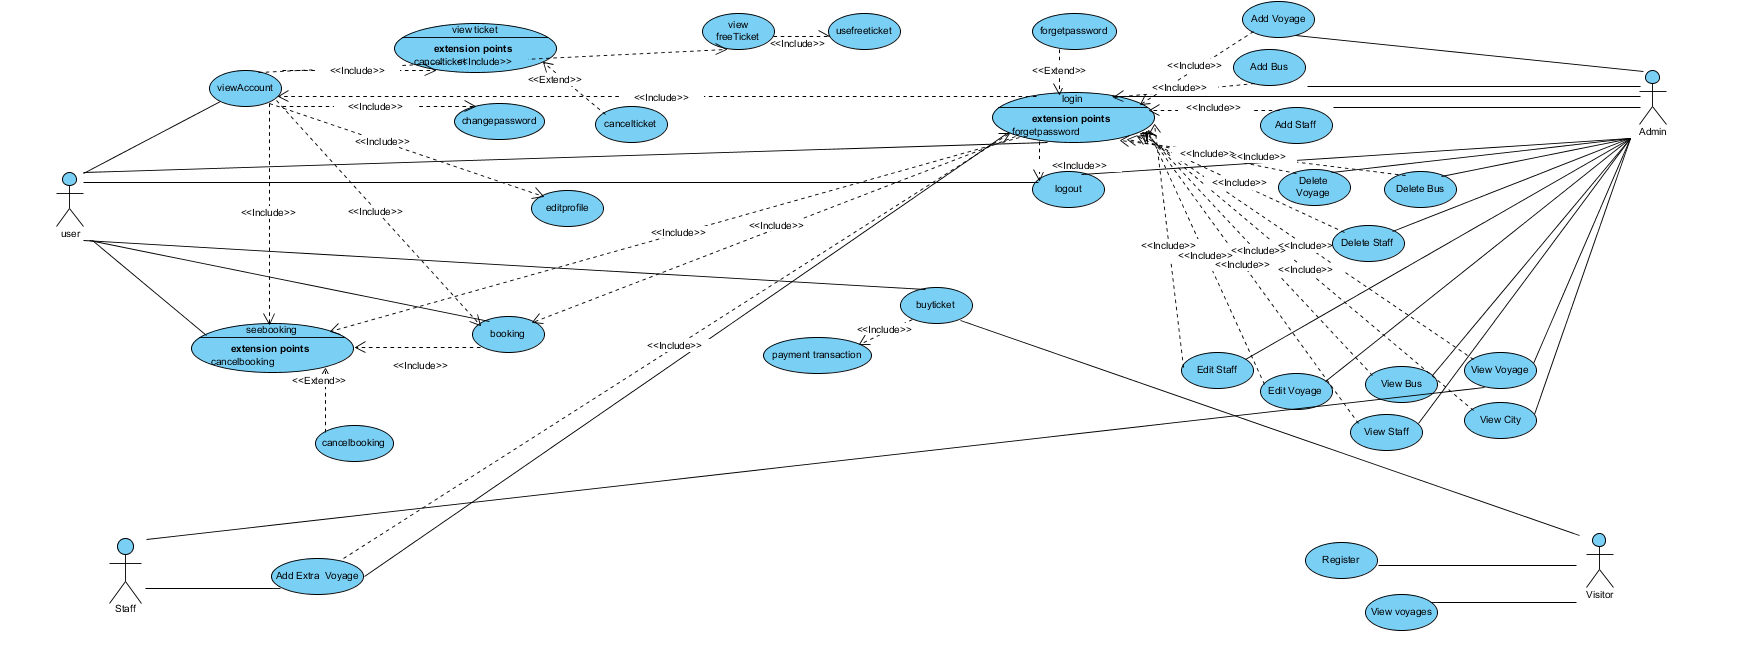 Add Voyage
view ticket
extension points
cancelticket
<<Include>>
view
freeTicket
<<Include>>
usefreeticket
forgetpassword
<<Include>>
<<Extend>>
<<Extend>>
<<Include>>
Add Bus
viewAccount
<<Include>>
<<Include>>
<<Include>>
login
extension points
forgetpassword
<<Include>>
changepassword
cancelticket
Add Staff
Admin
<<Include>>
<<Include>>
<<Include>>
<<Include>>
logout
<<Include>>
Delete
Voyage
Delete Bus
editprofile
<<Include>>
<<Include>>
user
<<Include>>
<<Include>>
Delete Staff
<<Include>>
<<Include>>
<<Include>>
<<Include>>
<<Include>>
<<Include>>
buyticket
seebooking
extension points
cancelbooking
booking
<<Include>>
<<Include>>
<<Include>>
payment transaction
<<Extend>>
Edit Staff
Edit Voyage
View Bus
View Voyage
View Staff
View City
cancelbooking
Register
Add Extra  Voyage
Staff
Visitor
View voyages